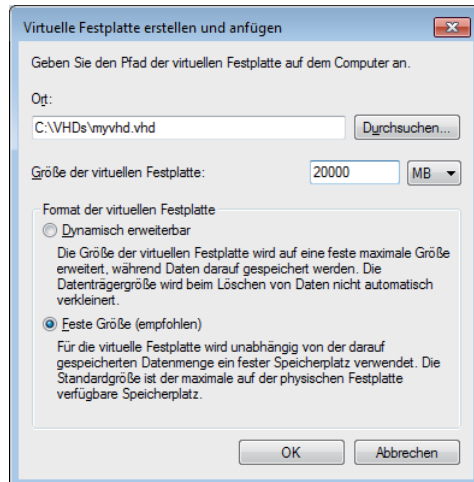 Virtuelle Festplatte erstellen und anfügen
Geben Sie den Pfad der virtuellen Festplatte auf dem Computer an.
Ort:
C:\VHDs\myvhd.vhd Durchsuchen...
Größe der virtuellen Festplatte: 20000 MB
Format der virtuellen Festplatte
Dynamisch erweiterbar
Die Größe der virtuellen Festplatte wird auf eine feste maximale Größe
erweitert, während Daten darauf gespeichert werden. Die
Datenträgergröße wird beim Löschen von Daten nicht automatisch
verkleinert.
Feste Größe (empfohlen)
Für die virtuelle Festplatte wird unabhängig von der darauf
gespeicherten Datenmenge ein fester Speicherplatz verwendet. Die
Standardgröße ist der maximale auf der physischen Festplatte
verfügbare Speicherplatz.
OK Abbrechen